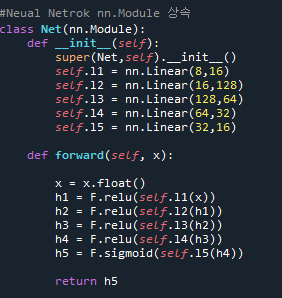 #Neual Netrok nn.Module 상속
class Net(nn.Module):
    def __init__(self):
        super(Net,self).__init__()
        self.l1 = nn.Linear(8,16)
        self.l2 = nn.Linear(16,128)
        self.l3 = nn.Linear(128,64)
        self.l4 = nn.Linear(64,32)
        self.l5 = nn.Linear(32,16)
    def forward(self, x):
        x = x.float()
        h1 = F.relu(self.l1(x))
        h2 = F.relu(self.l2(h1))
        h3 = F.relu(self.l3(h2))
        h4 = F.relu(self.l4(h3))
        h5 = F.sigmoid(self.l5(h4))
        return h5